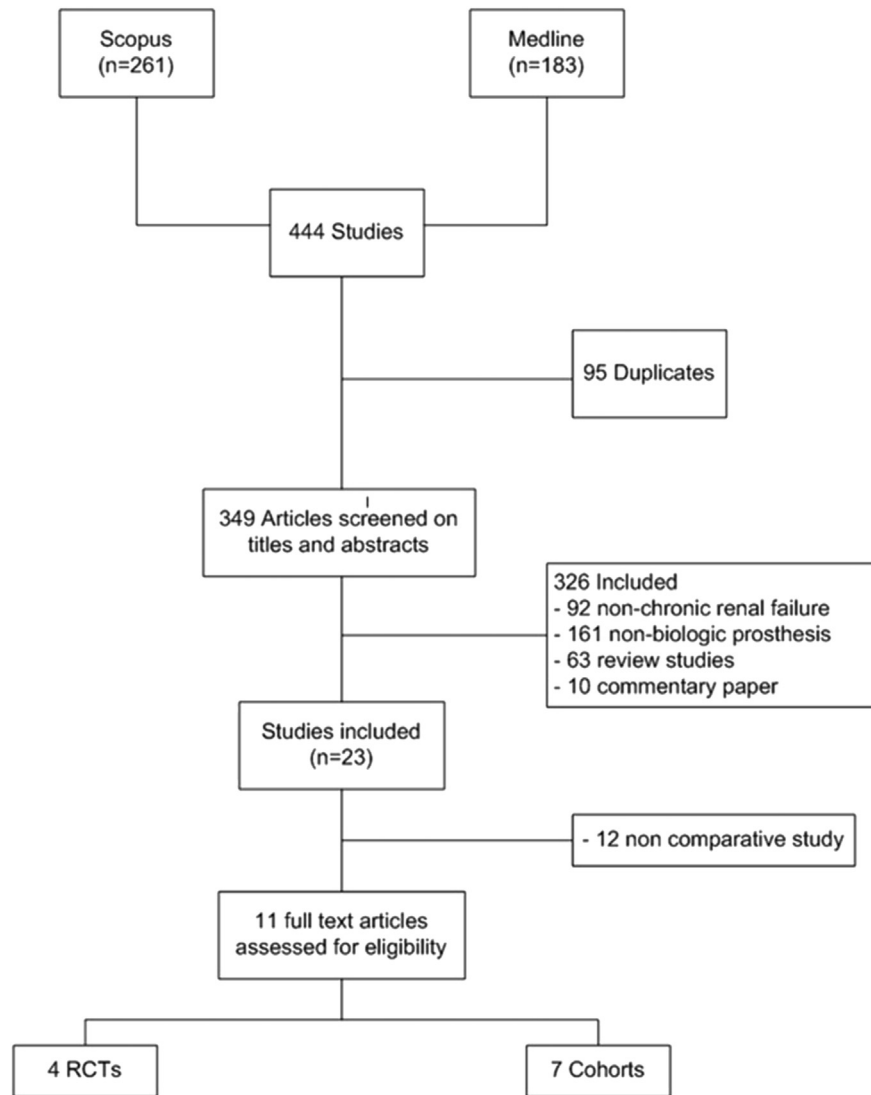 Scopus
(n=261)
Medline
(n=183)
444 Studies
95 Duplicates
349 Articles screened on
titles and abstracts
326 Included
- 92 non-chronic renal failure
- 161 non-biologic prosthesis
- 63 review studies
- 10 commentary paper
Studies included
(n=23)
- 12 non comparative study
11 full text articles
assessed for eligibility
4 RCTs
7 Cohorts